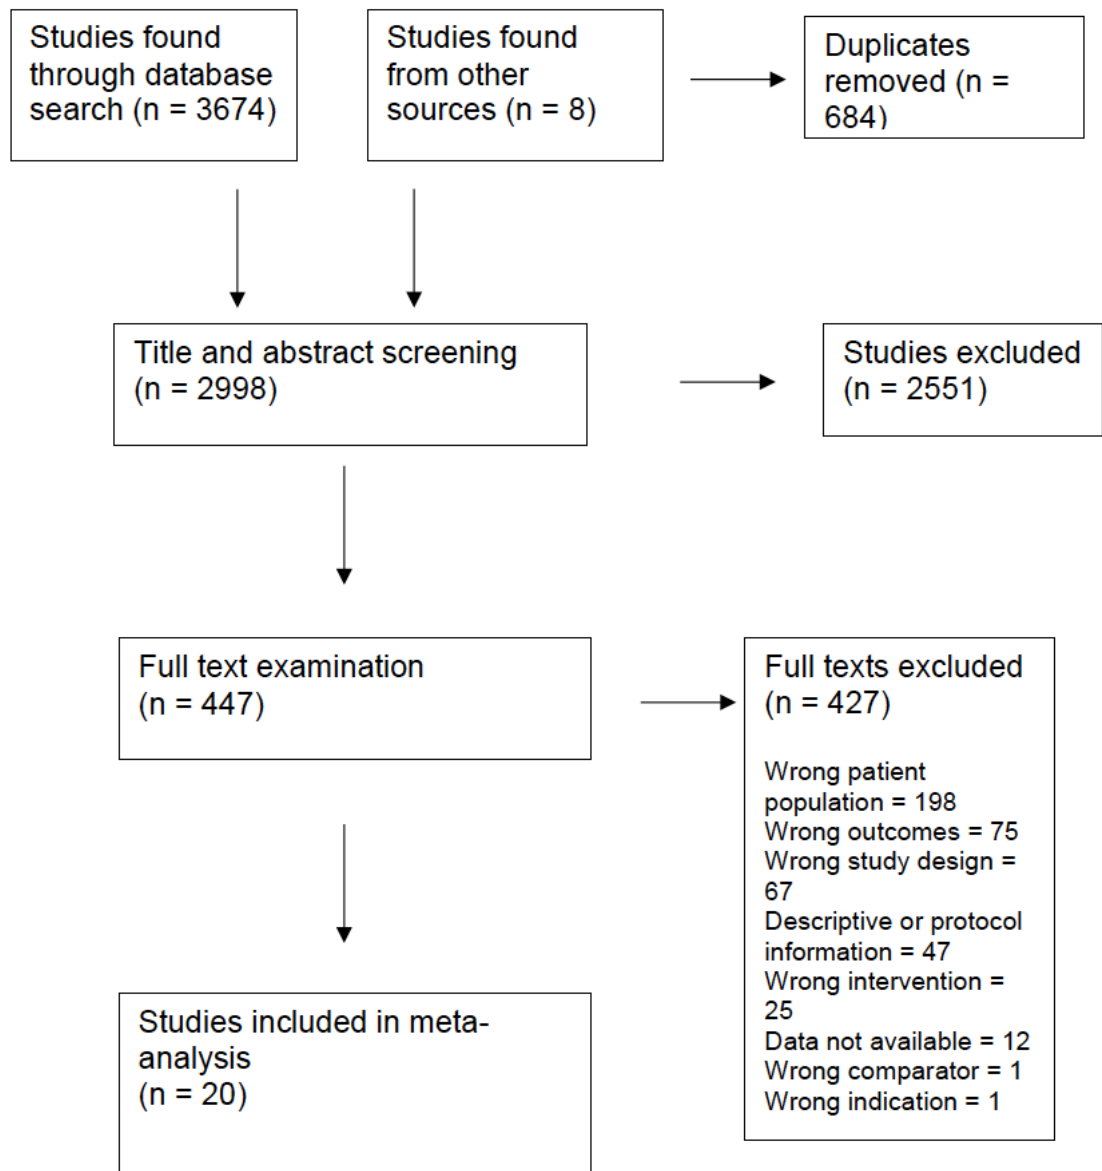 Studies found
through database
search (n = 3674)
Studies found
from other
sources (n = 8)
Duplicates
removed (n =
684)
Title and abstract screening
(n = 2998)
Studies excluded
(n = 2551)
Full text examination
(n = 447)
Full texts excluded
(n = 427)
Wrong patient
population = 198
Wrong outcomes = 75
Wrong study design =
67
Descriptive or protocol
information = 47
Wrong intervention =
25
Data not available = 12
Wrong comparator = 1
Wrong indication = 1
Studies included in meta-
analysis
(n = 20)